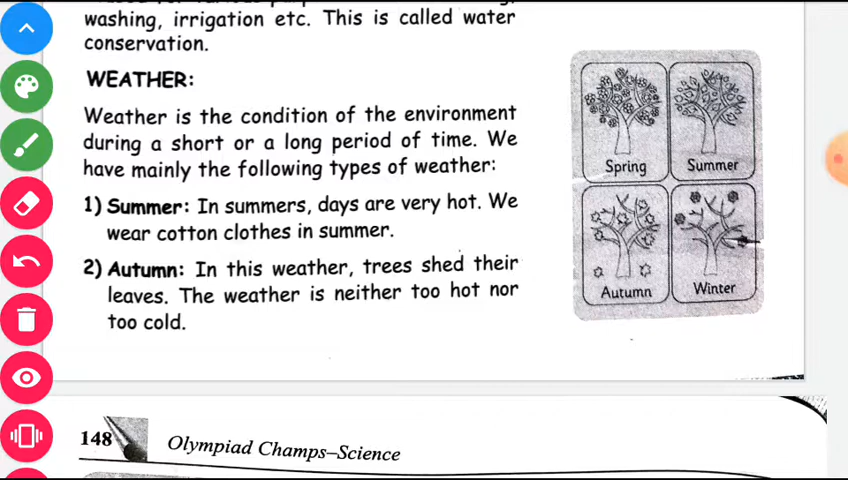 washing, irrigation etc. This is called water
conservation.
WEATHER:
Weather is the condition of the environment
during a short or a long period of time. We
have mainly the following types of weather:
1) Summer: In summers, days are very hot. We
wear cotton clothes in summer.
2) Autumn: In this weather, trees shed their
leaves. The weather is neither too hot nor
too cold.
Spring
Summer
Autumn
Winter
148
Olympiad Champs–Science